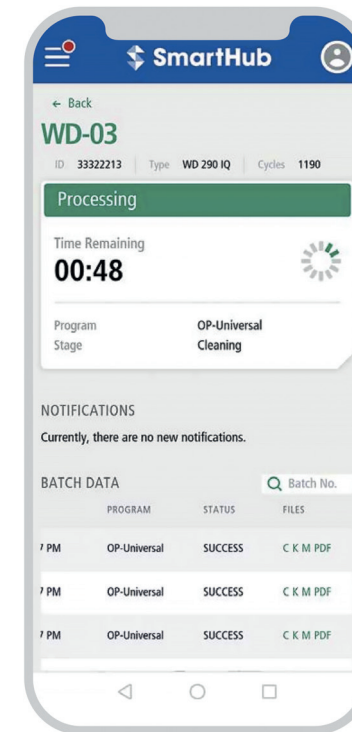 SmartHub
← Back
WD-03
ID 33322213 Type WD 290 IQ Cycles 1190
Processing
Time Remaining
00:48
Program OP-Universal
Stage Cleaning
NOTIFICATIONS
Currently, there are no new notifications.
BATCH DATA Batch No.
PROGRAM STATUS FILES
PM OP-Universal SUCCESS C K M PDF
PM OP-Universal SUCCESS C K M PDF
PM OP-Universal SUCCESS C K M PDF